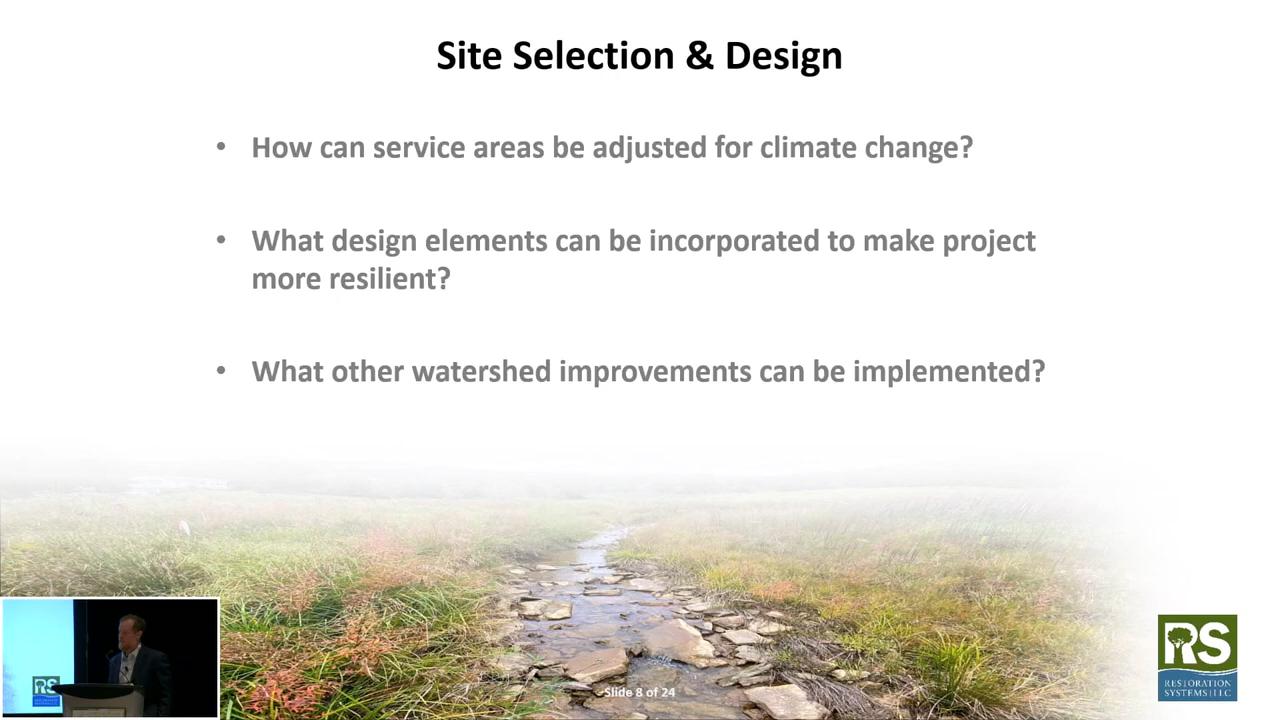 Site Selection & Design
• How can service areas be adjusted for climate change?
• What design elements can be incorporated to make project
more resilient?
• What other watershed improvements can be implemented?
Slide 8 of 24
RS
RESTORATION
SYSTEMS | LLC
RS